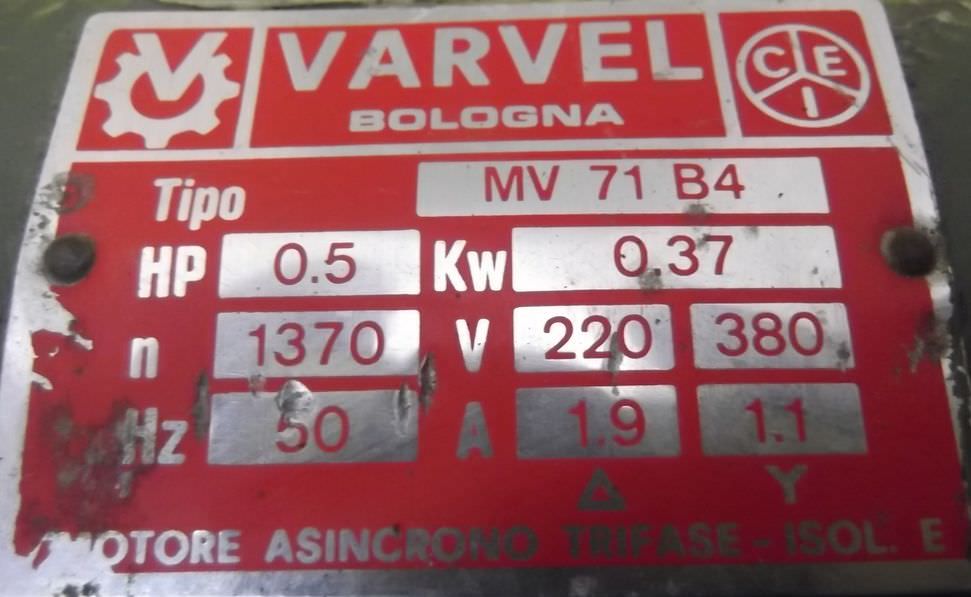 V VARVEL CEI
BOLOGNA
Tipo MV 71 B4
HP 0.5 Kw 0.37
n 1370 V 220 380
Hz 50 A 1.9 1.1
Δ Y
MOTORE ASINCRONO TRIFASE - ISOL. E